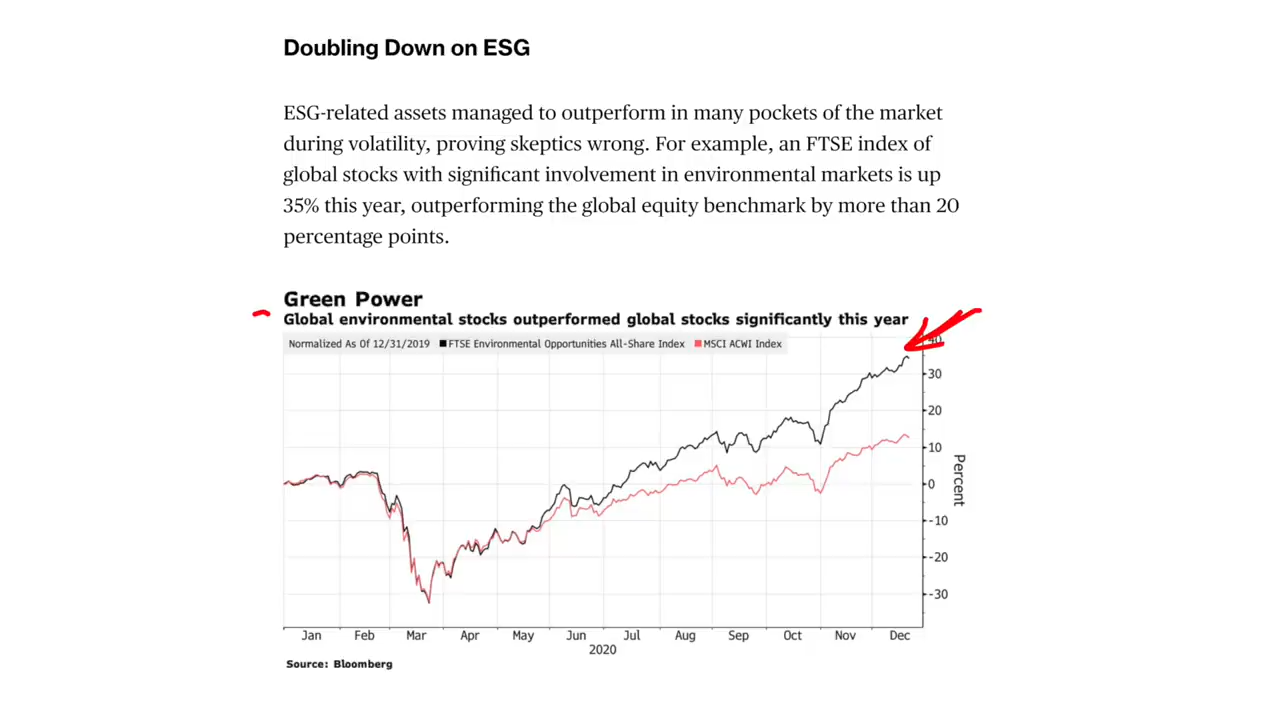 Doubling Down on ESG
ESG-related assets managed to outperform in many pockets of the market
during volatility, proving skeptics wrong. For example, an FTSE index of
global stocks with significant involvement in environmental markets is up
35% this year, outperforming the global equity benchmark by more than 20
percentage points.
Green Power
Global environmental stocks outperformed global stocks significantly this year
Normalized As Of 12/31/2019 FTSE Environmental Opportunities All-Share Index MSCI ACWI Index
40
30
20
10
0
-10
-20
-30
Percent
Jan Feb Mar Apr May Jun Jul Aug Sep Oct Nov Dec
2020
Source: Bloomberg